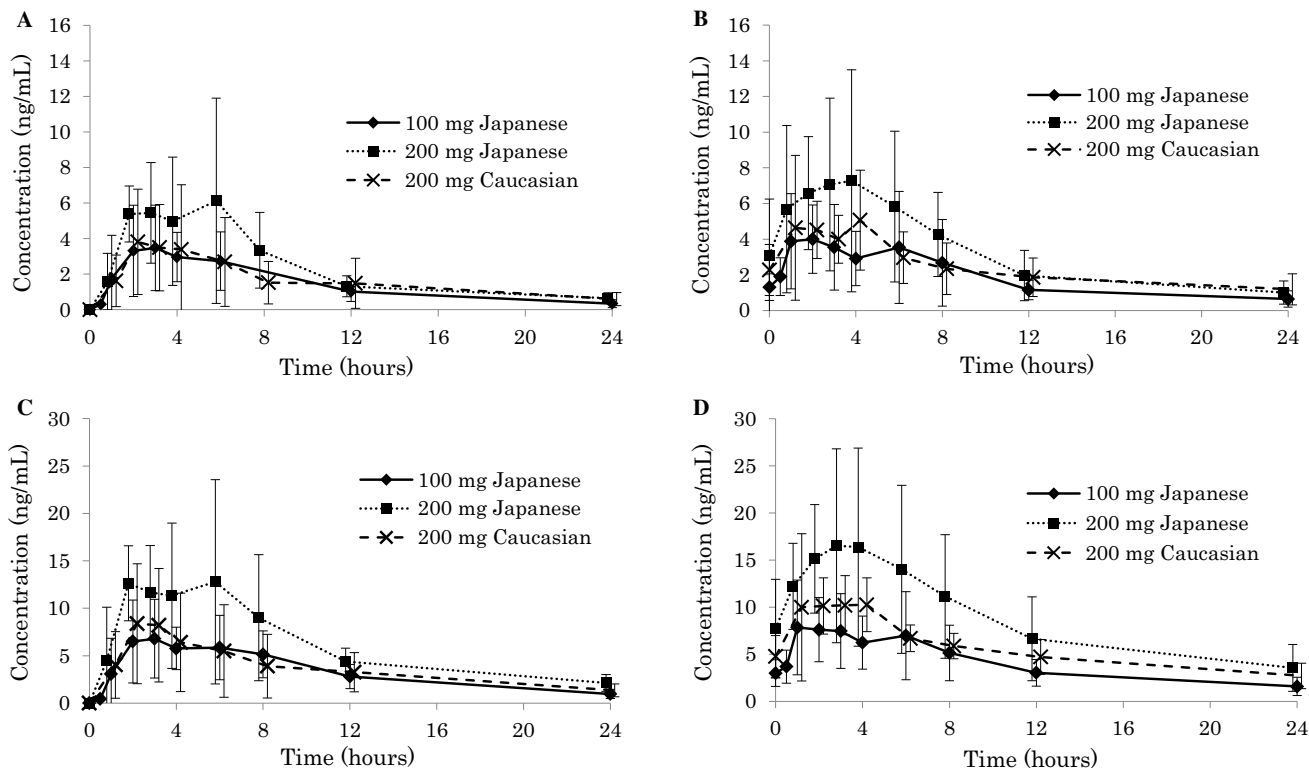 A
Concentration (ng/mL)
16
14
12
10
8
6
4
2
0
0 4 8 12 16 20 24
Time (hours)
100 mg Japanese
200 mg Japanese
200 mg Caucasian
B
Concentration (ng/mL)
16
14
12
10
8
6
4
2
0
0 4 8 12 16 20 24
Time (hours)
100 mg Japanese
200 mg Japanese
200 mg Caucasian
C
Concentration (ng/mL)
30
25
20
15
10
5
0
0 4 8 12 16 20 24
Time (hours)
100 mg Japanese
200 mg Japanese
200 mg Caucasian
D
Concentration (ng/mL)
30
25
20
15
10
5
0
0 4 8 12 16 20 24
Time (hours)
100 mg Japanese
200 mg Japanese
200 mg Caucasian